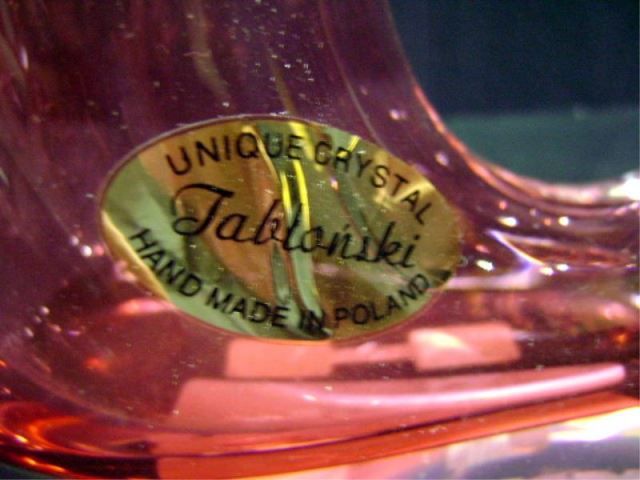 UNIQUE CRYSTAL
Jabłoński
HAND MADE IN POLAND